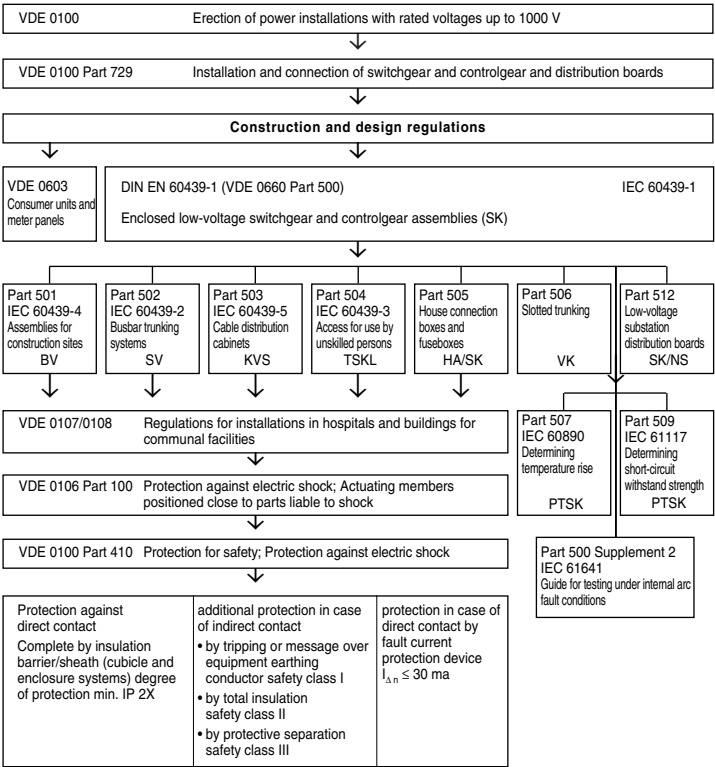 VDE 0100 Erection of power installations with rated voltages up to 1000 V
VDE 0100 Part 729 Installation and connection of switchgear and controlgear and distribution boards
Construction and design regulations
VDE 0603
Consumer units and
meter panels
DIN EN 60439-1 (VDE 0660 Part 500) IEC 60439-1
Enclosed low-voltage switchgear and controlgear assemblies (SK)
Part 501
IEC 60439-4
Assemblies for
construction sites
BV
Part 502
IEC 60439-2
Busbar trunking
systems
SV
Part 503
IEC 60439-5
Cable distribution
cabinets
KVS
Part 504
IEC 60439-3
Access for use by
unskilled persons
TSKL
Part 505
House connection
boxes and
fuseboxes
HA/SK
Part 506
Slotted trunking
VK
Part 512
Low-voltage
substation
distribution boards
SK/NS
VDE 0107/0108 Regulations for installations in hospitals and buildings for
communal facilities
Part 507
IEC 60890
Determining
temperature rise
PTSK
Part 509
IEC 61117
Determining
short-circuit
withstand strength
PTSK
VDE 0106 Part 100 Protection against electric shock; Actuating members
positioned close to parts liable to shock
VDE 0100 Part 410 Protection for safety; Protection against electric shock
Part 500 Supplement 2
IEC 61641
Guide for testing under internal arc
fault conditions
Protection against
direct contact
Complete by insulation
barrier/sheath (cubicle and
enclosure systems) degree
of protection min. IP 2X
additional protection in case
of indirect contact
• by tripping or message over
equipment earthing
conductor safety class I
• by total insulation
safety class II
• by protective separation
safety class III
protection in case of
direct contact by
fault current
protection device
I∆ n ≤ 30 ma